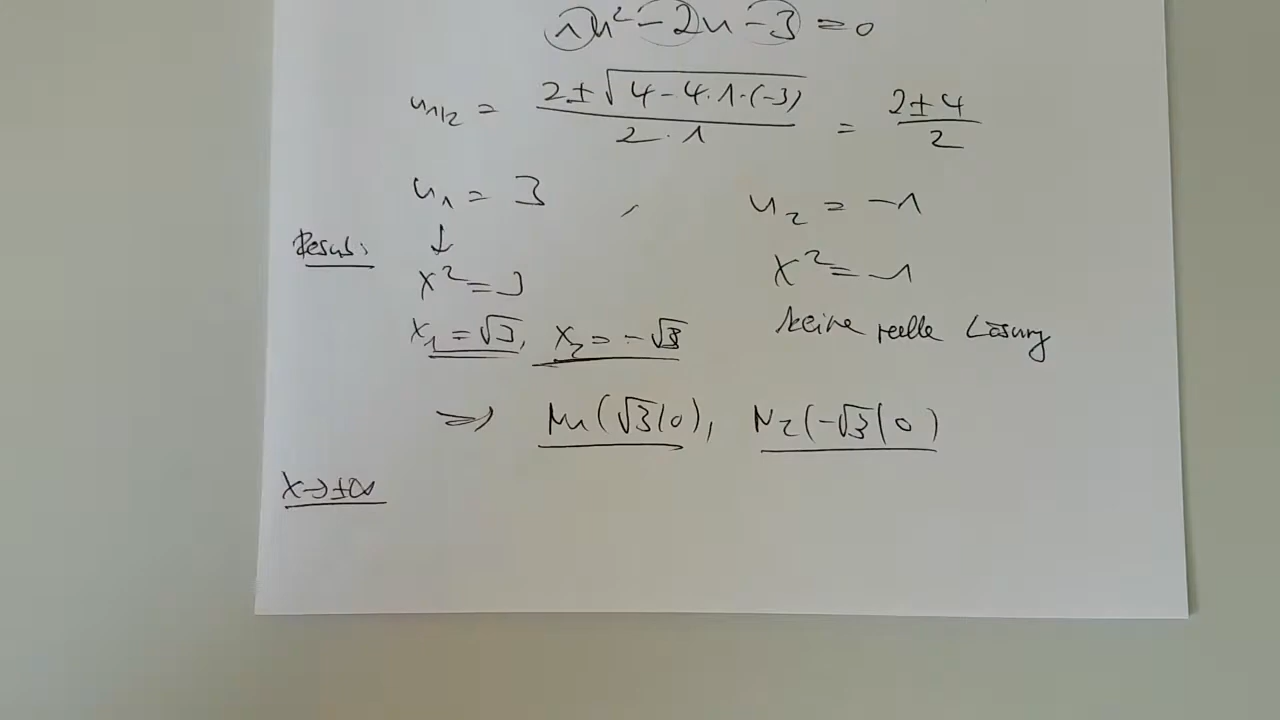 1u² - 2u - 3 = 0
u₁/₂ = (2 ± √(4 - 4·1·(-3))) / (2·1) = (2 ± 4) / 2
u₁ = 3 , u₂ = -1
Resub: ↓
x² = 3 x² = -1
x₁ = √3, x₂ = -√3 keine reelle Lösung
⇒ N₁(√3|0), N₂(-√3|0)
x → ±∞